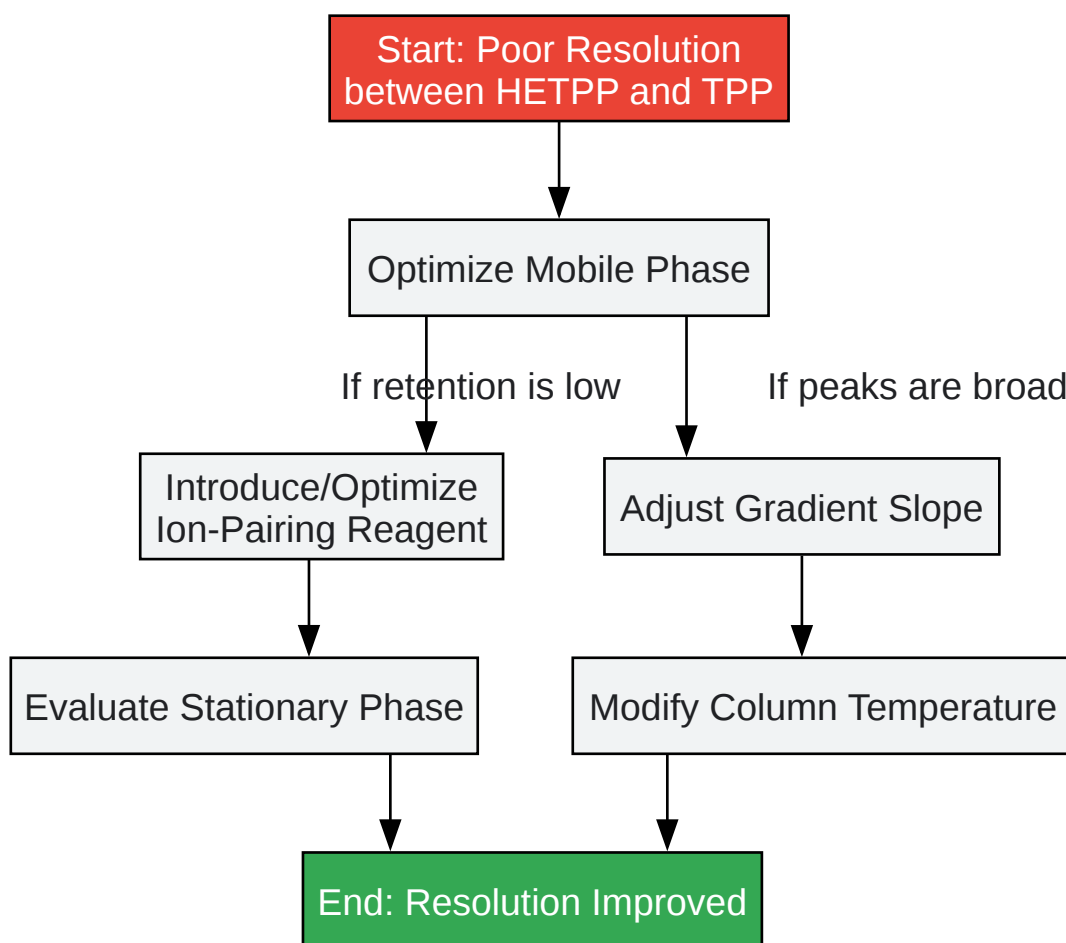 Start: Poor Resolution
between HETPP and TPP
Optimize Mobile Phase
If retention is low
If peaks are broad
Introduce/Optimize
Ion-Pairing Reagent
Adjust Gradient Slope
Evaluate Stationary Phase
Modify Column Temperature
End: Resolution Improved